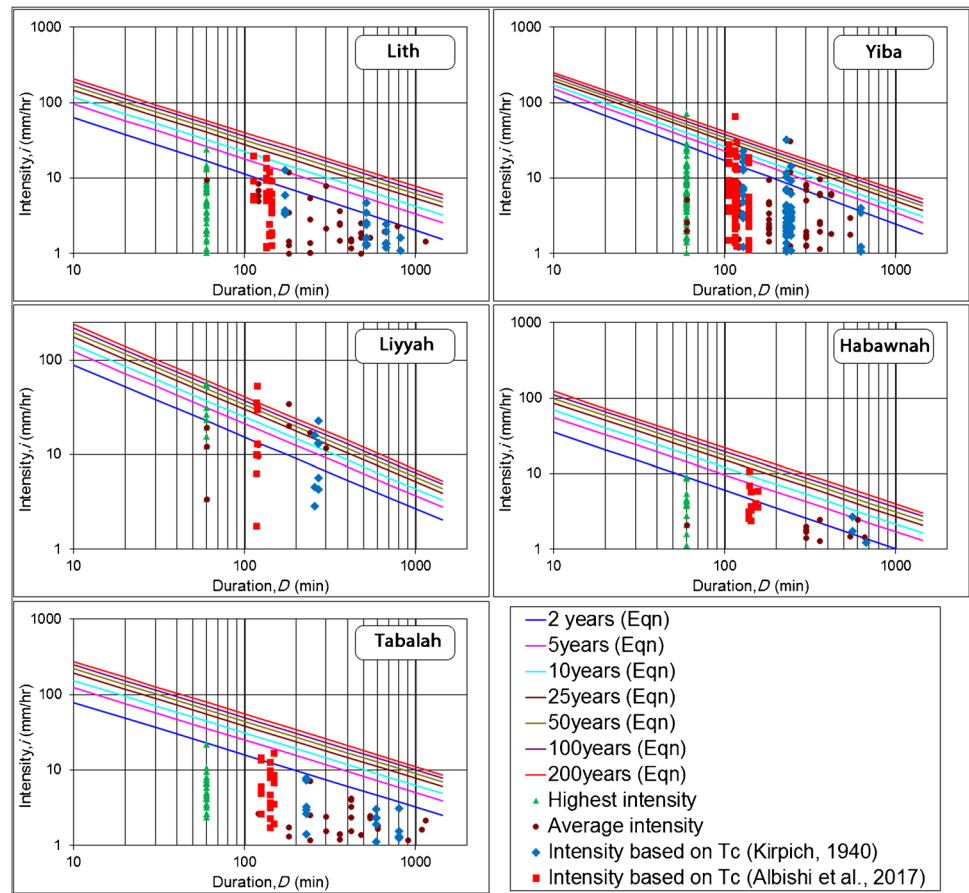 Lith
1000
100
10
1
10
100
1000
Intensity, i (mm/hr)
Duration, D (min)
Yiba
1000
100
10
1
10
100
1000
Intensity, i (mm/hr)
Duration, D (min)
Liyyah
100
10
1
10
100
1000
Intensity, i (mm/hr)
Duration, D (min)
Habawnah
1000
100
10
1
10
100
1000
Intensity, i (mm/hr)
Duration, D (min)
Tabalah
1000
100
10
1
10
100
1000
Intensity, i (mm/hr)
Duration, D (min)
2 years (Eqn)
5years (Eqn)
10years (Eqn)
25years (Eqn)
50years (Eqn)
100years (Eqn)
200years (Eqn)
Highest intensity
Average intensity
Intensity based on Tc (Kirpich, 1940)
Intensity based on Tc (Albishi et al., 2017)